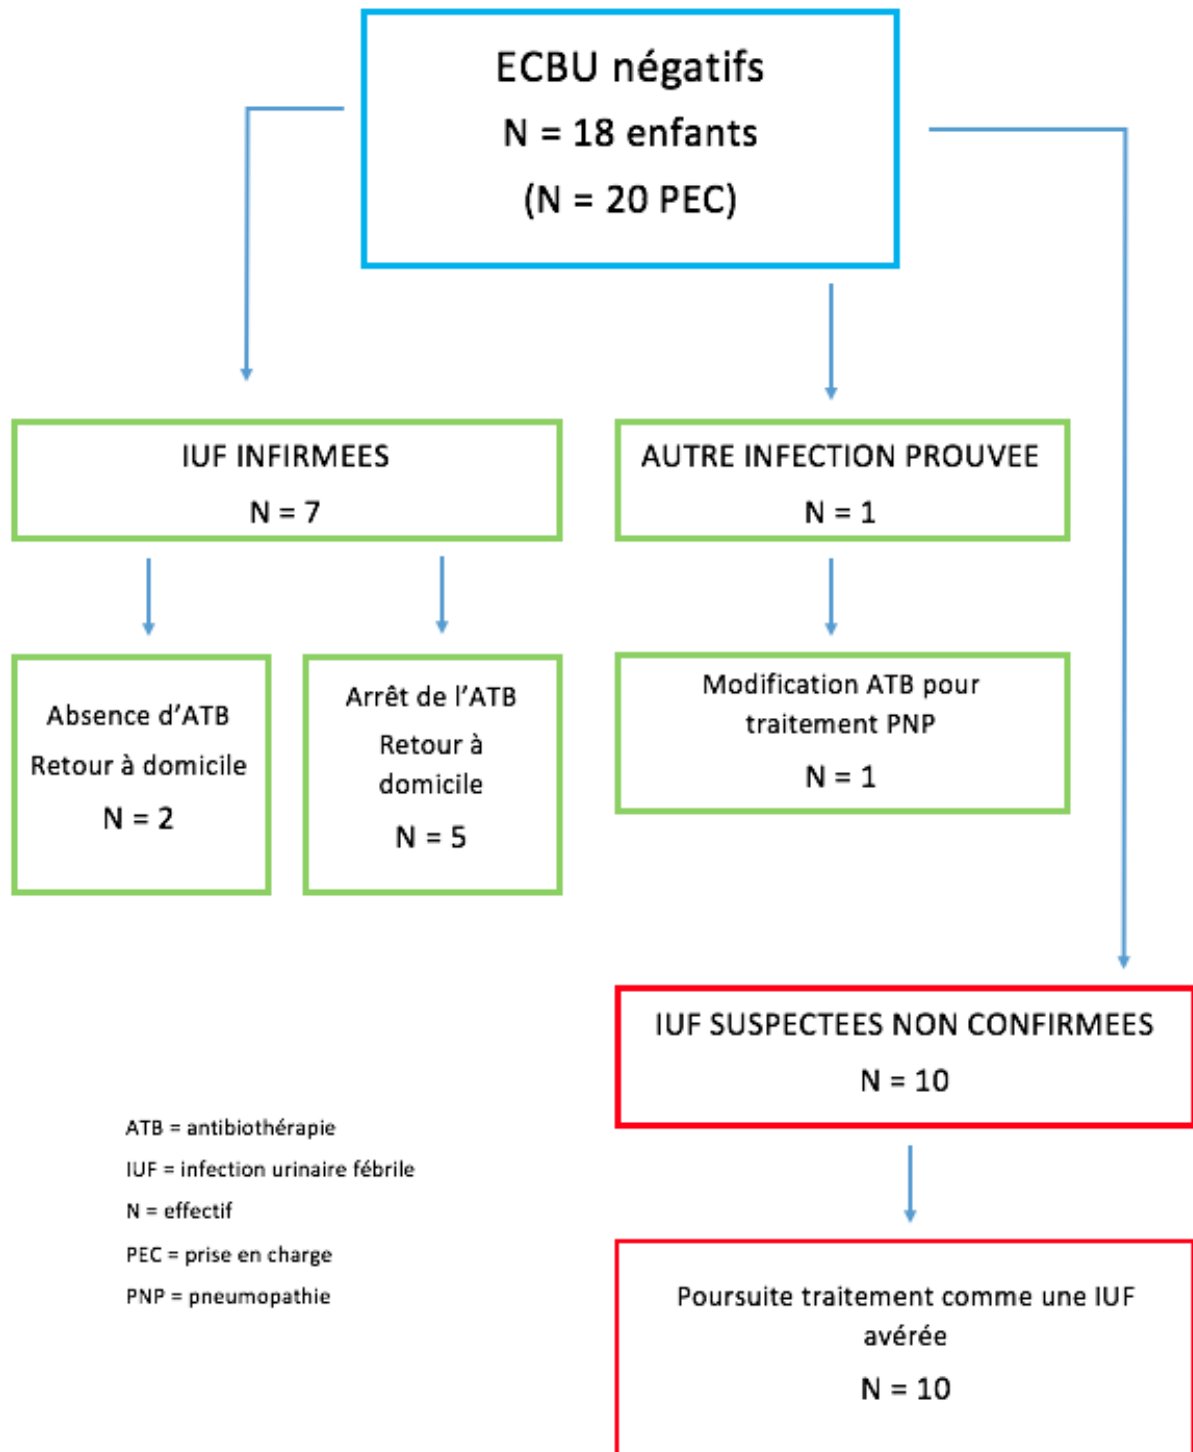 ECBU négatifs
N = 18 enfants
(N = 20 PEC)
IUF INFIRMEES
N = 7
AUTRE INFECTION PROUVEE
N = 1
Absence d'ATB
Retour à domicile
N = 2
Arrêt de l'ATB
Retour à
domicile
N = 5
Modification ATB pour
traitement PNP
N = 1
IUF SUSPECTEES NON CONFIRMEES
N = 10
ATB = antibiothérapie
IUF = infection urinaire fébrile
N = effectif
PEC = prise en charge
PNP = pneumopathie
Poursuite traitement comme une IUF
avérée
N = 10